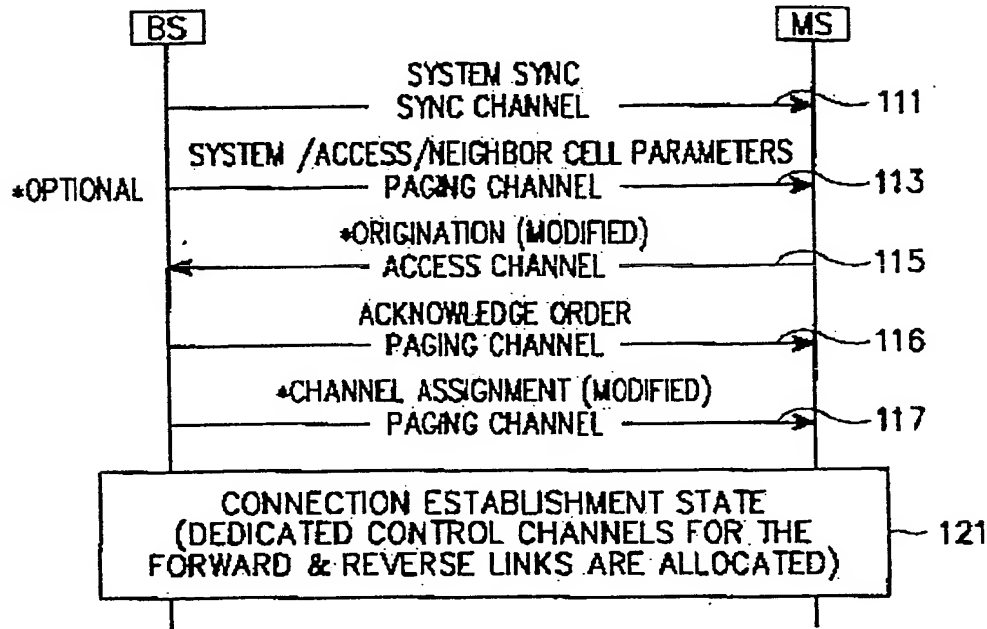 BS
MS
SYSTEM SYNC
SYNC CHANNEL
111
SYSTEM /ACCESS/NEIGHBOR CELL PARAMETERS
*OPTIONAL
PAGING CHANNEL
113
*ORIGINATION (MODIFIED)
ACCESS CHANNEL
115
ACKNOWLEDGE ORDER
PAGING CHANNEL
116
*CHANNEL ASSIGNMENT (MODIFIED)
PAGING CHANNEL
117
CONNECTION ESTABLISHMENT STATE
(DEDICATED CONTROL CHANNELS FOR THE
FORWARD & REVERSE LINKS ARE ALLOCATED)
121